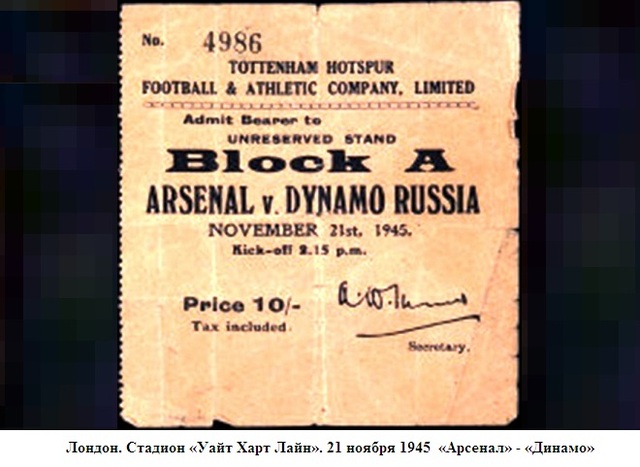 No. 4986
TOTTENHAM HOTSPUR
FOOTBALL & ATHLETIC COMPANY, LIMITED
Admit Bearer to
UNRESERVED STAND
Block A
ARSENAL v. DYNAMO RUSSIA
NOVEMBER 21st, 1945.
Kick-off 2.15 p.m.
Price 10/-
Tax included.
Secretary.
Лондон. Стадион «Уайт Харт Лайн». 21 ноября 1945 «Арсенал» - «Динамо»